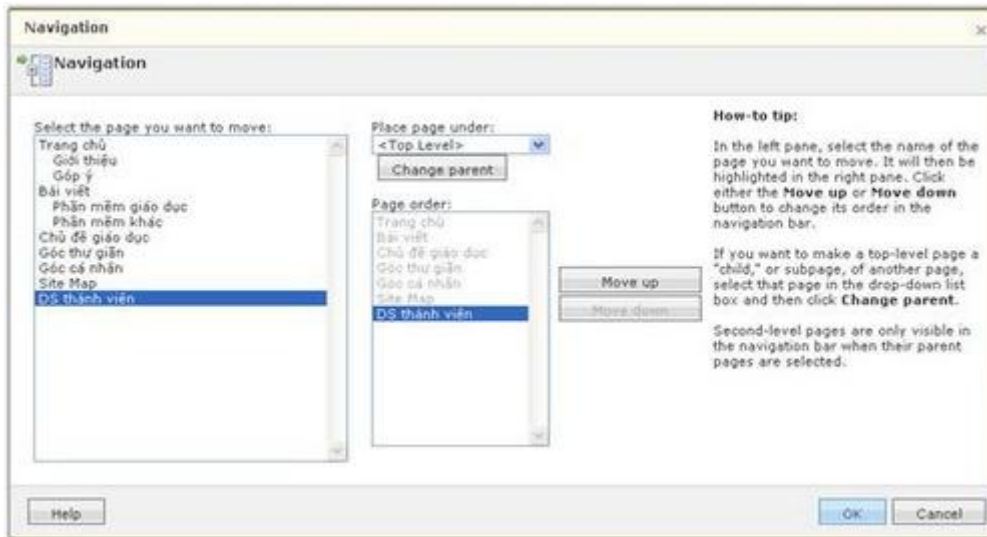 Navigation
Navigation
Select the page you want to move:
Trang chủ
Giới thiệu
Góp ý
Bài viết
Phần mềm giáo dục
Phần mềm khác
Chủ đề giáo dục
Góc thư giãn
Góc cá nhân
Site Map
DS thành viên
Place page under:
<Top Level>
Change parent
Page order:
Trang chủ
Bài viết
Chủ đề giáo dục
Góc thư giãn
Góc cá nhân
Site Map
DS thành viên
Move up
Move down
How-to tip:
In the left pane, select the name of the
page you want to move. It will then be
highlighted in the right pane. Click
either the Move up or Move down
button to change its order in the
navigation bar.
If you want to make a top-level page a
"child," or subpage, of another page,
select that page in the drop-down list
box and then click Change parent.
Second-level pages are only visible in
the navigation bar when their parent
pages are selected.
Help
OK
Cancel